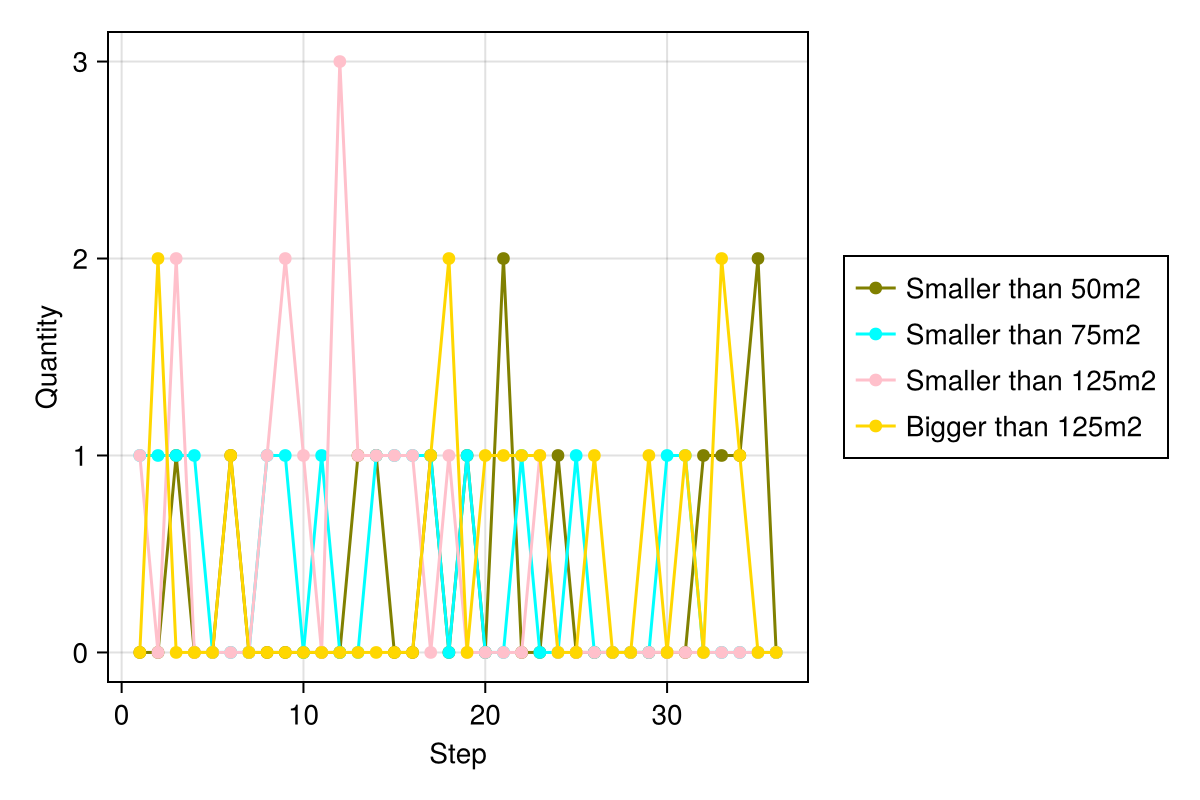 3
2
1
0
Quantity
0 10 20 30
Step
Smaller than 50m2
Smaller than 75m2
Smaller than 125m2
Bigger than 125m2